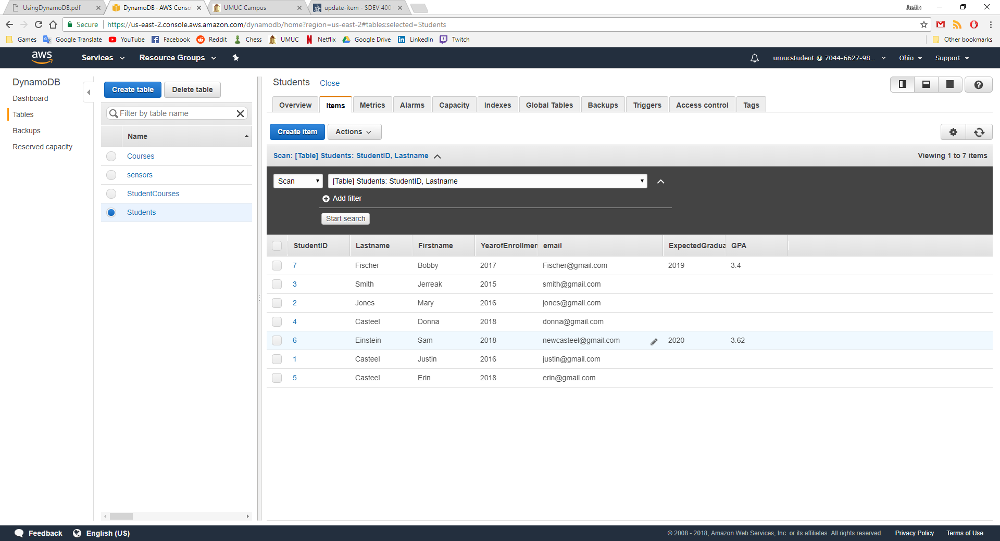 UsingDynamoDB.pdf
DynamoDB · AWS Conso
UMUC Campus
update-item - SDEV 400
Justin
Secure
https://us-east-2.console.aws.amazon.com/dynamodb/home?region=us-east-2#tables:selected=Students
Games Google Translate YouTube Facebook Reddit Chess UMUC Netflix Google Drive LinkedIn Twitch Other bookmarks
aws Services Resource Groups umucstudent @ 7044-6627-98... Ohio Support
DynamoDB
Dashboard
Tables
Backups
Reserved capacity
Create table Delete table
Filter by table name
Name
Courses
sensors
StudentCourses
Students
Students Close
Overview Items Metrics Alarms Capacity Indexes Global Tables Backups Triggers Access control Tags
Create item Actions
Scan: [Table] Students: StudentID, Lastname Viewing 1 to 7 items
Scan [Table] Students: StudentID, Lastname
Add filter
Start search
StudentID Lastname Firstname YearofEnrollmen email ExpectedGradua GPA
7 Fischer Bobby 2017 Fischer@gmail.com 2019 3.4
3 Smith Jerreak 2015 smith@gmail.com
2 Jones Mary 2016 jones@gmail.com
4 Casteel Donna 2018 donna@gmail.com
6 Einstein Sam 2018 newcasteel@gmail.com 2020 3.62
1 Casteel Justin 2016 justin@gmail.com
5 Casteel Erin 2018 erin@gmail.com
Feedback English (US) © 2008 - 2018, Amazon Web Services, Inc. or its affiliates. All rights reserved. Privacy Policy Terms of Use